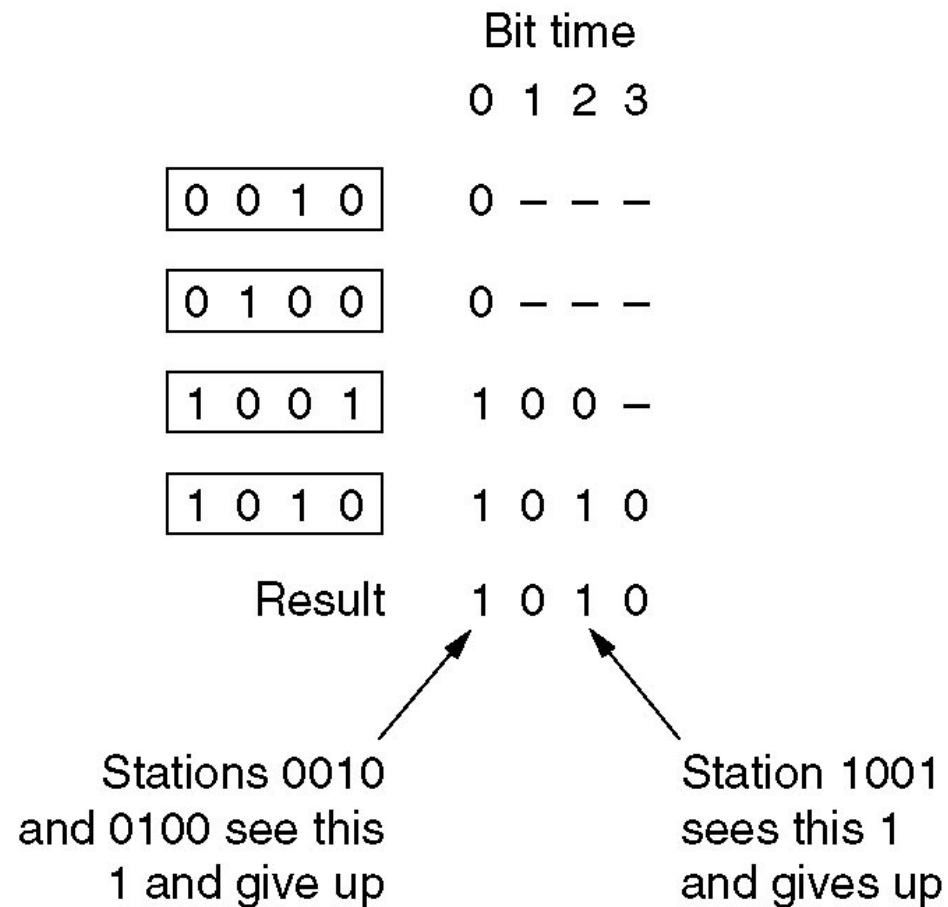 Bit time
0 1 2 3
0 0 1 0 0 – – –
0 1 0 0 0 – – –
1 0 0 1 1 0 0 –
1 0 1 0 1 0 1 0
Result 1 0 1 0
Stations 0010
and 0100 see this
1 and give up
Station 1001
sees this 1
and gives up